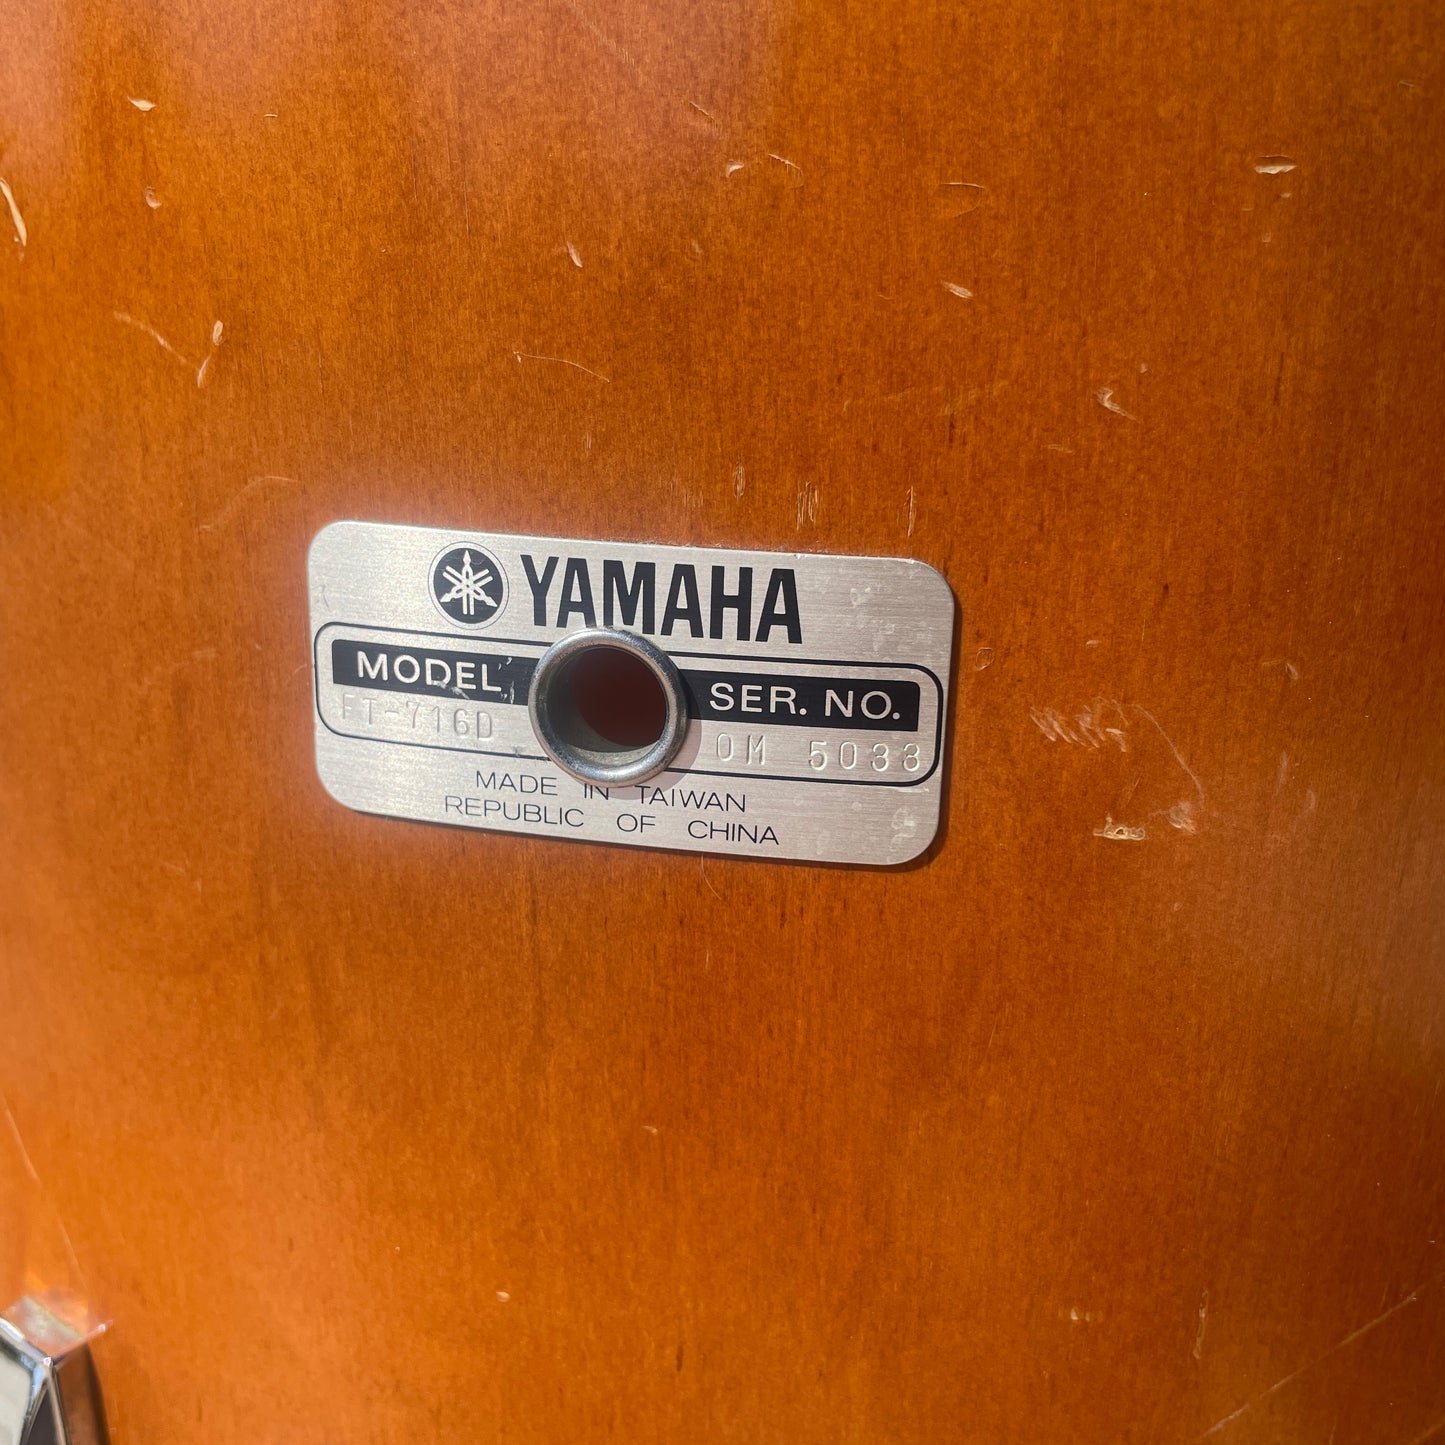 YAMAHA
MODEL SER. NO.
FT-716D OM 5033
MADE IN TAIWAN
REPUBLIC OF CHINA